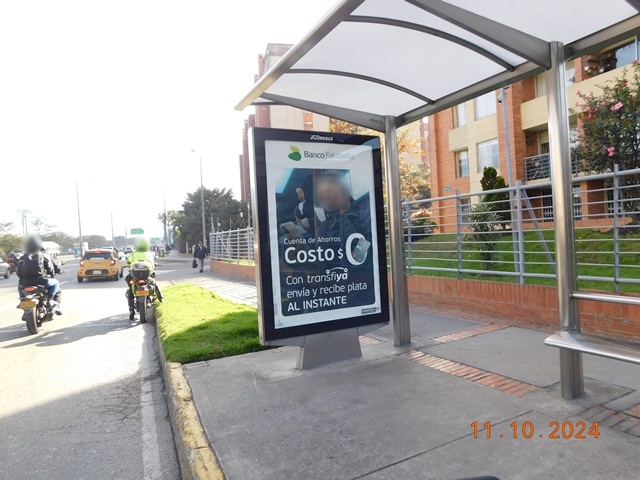 JCDecaux
Banco Falabella
Cuenta de Ahorros
Costo $0
Con transfiya
envía y recibe plata
AL INSTANTE
11.10.2024